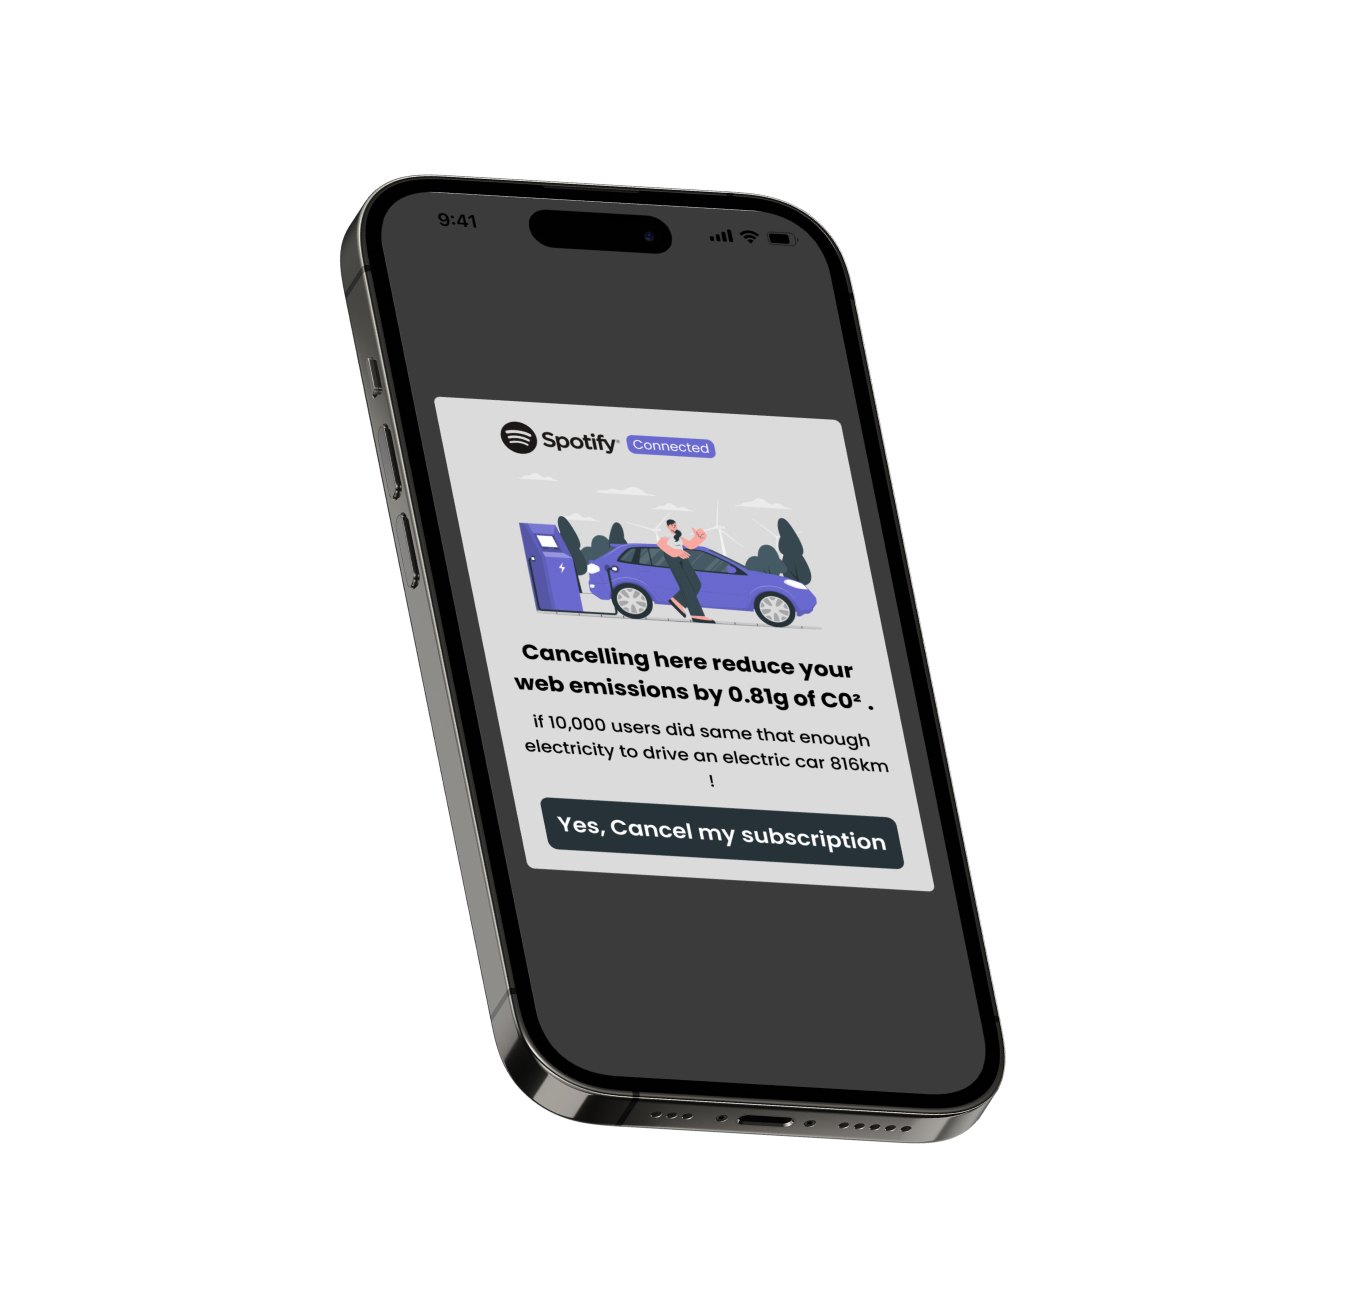 9:41
Spotify® Connected
Cancelling here reduce your
web emissions by 0.81g of C0² .
if 10,000 users did same that enough
electricity to drive an electric car 816km
!
Yes, Cancel my subscription